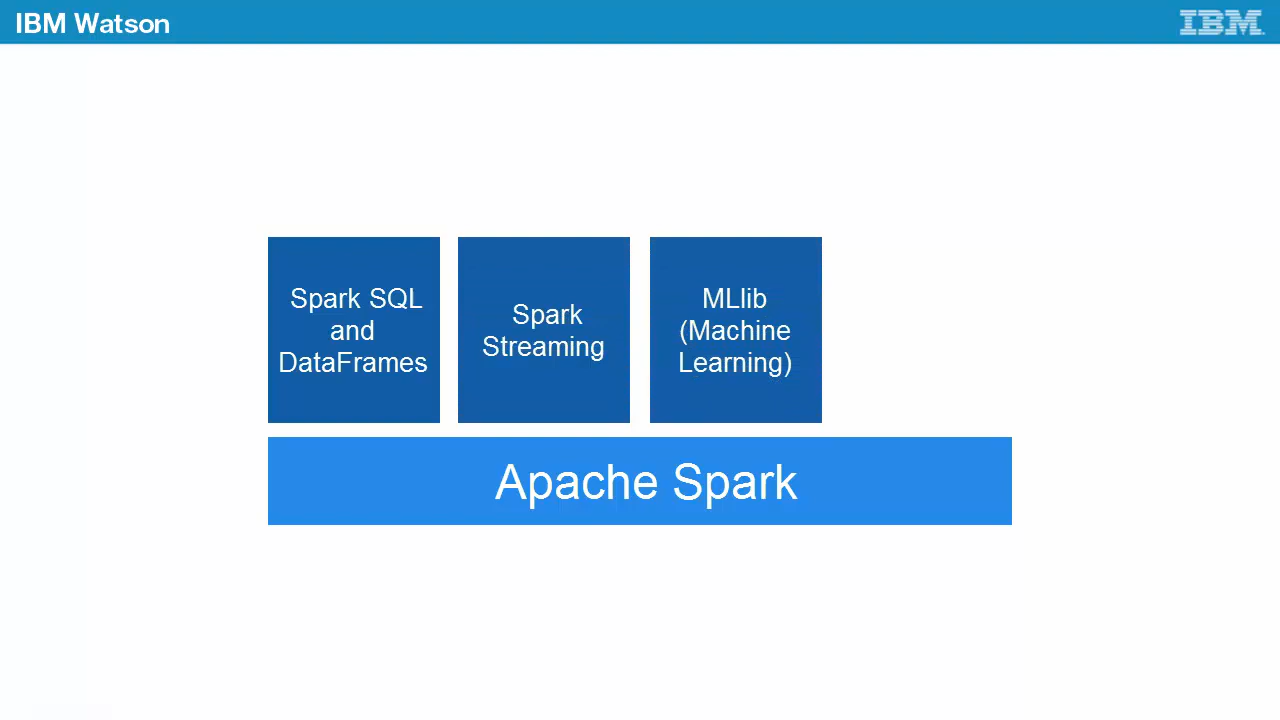 IBM Watson
IBM
Spark SQL
and
DataFrames
Spark
Streaming
MLlib
(Machine
Learning)
Apache Spark